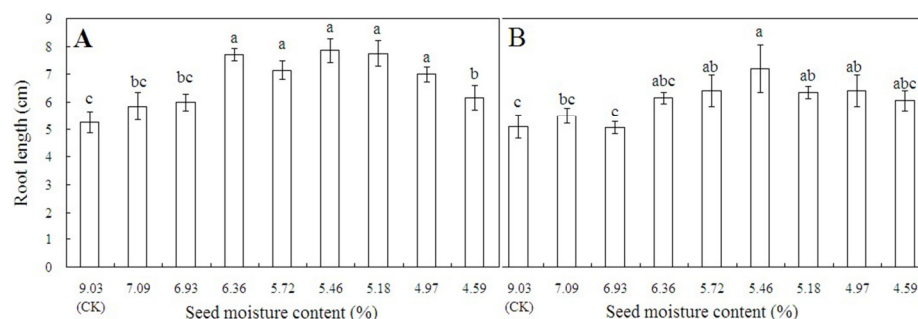 9
8
7
6
5
4
3
2
1
0
Root length (cm)
A
c
bc
bc
a
a
a
a
a
b
9.03 7.09 6.93 6.36 5.72 5.46 5.18 4.97 4.59
(CK)
Seed moisture content (%)
B
c
bc
c
abc
ab
a
ab
ab
abc
9.03 7.09 6.93 6.36 5.72 5.46 5.18 4.97 4.59
(CK)
Seed moisture content (%)